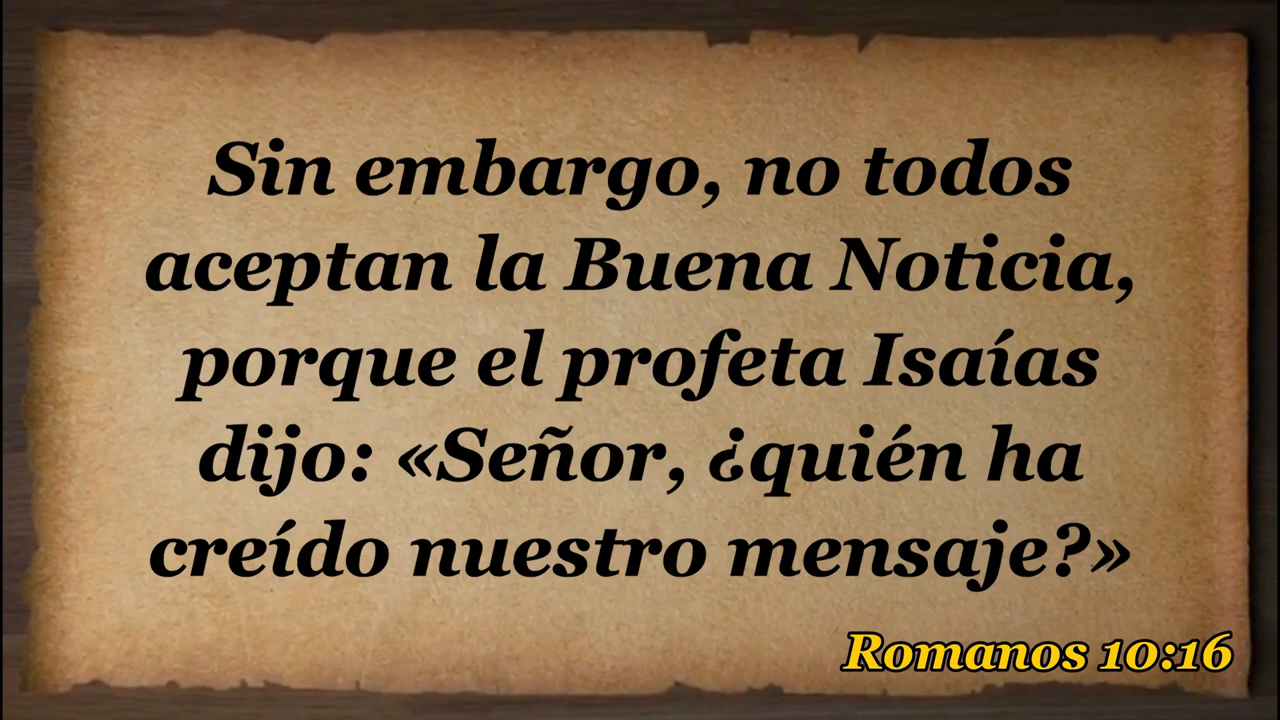 Sin embargo, no todos
aceptan la Buena Noticia,
porque el profeta Isaías
dijo: «Señor, ¿quién ha
creído nuestro mensaje?»
Romanos 10:16